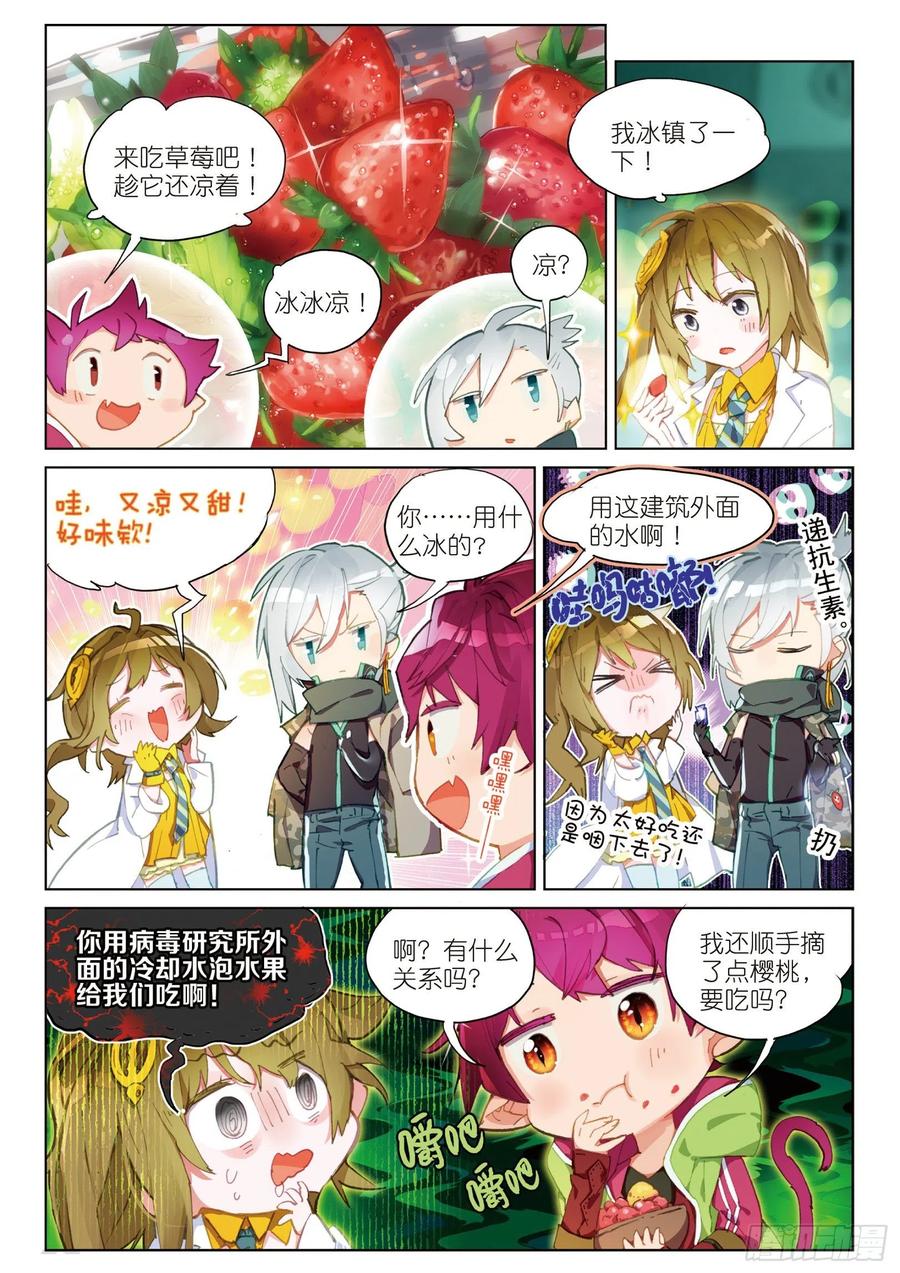 来吃草莓吧！
趁它还凉着！
冰冰凉！
凉？
我冰镇了一
下！
哇，又凉又甜！
好味欸！
你……用什
么冰的？
嘿嘿嘿
用这建筑外面
的水啊！
哇吗咕噜！
递抗生素。
因为太好吃还
是咽下去了！
扔
你用病毒研究所外
面的冷却水泡水果
给我们吃啊！
啊？有什么
关系吗？
我还顺手摘
了点樱桃，
要吃吗？
嚼吧
嚼吧
腾讯动漫